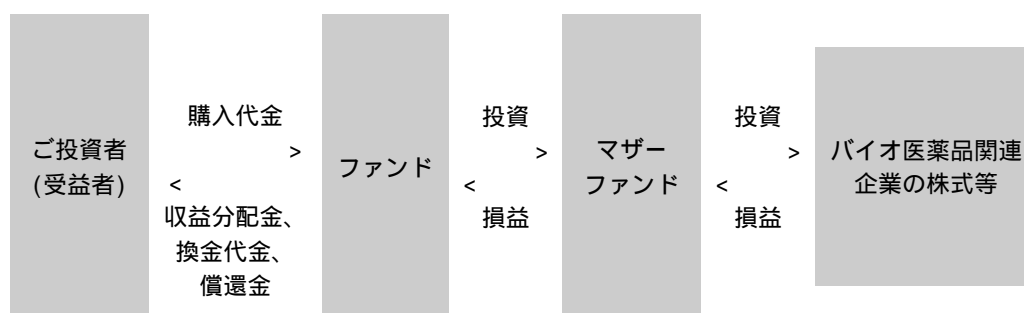 ご投資者
(受益者)
購入代金
>
<
収益分配金、
換金代金、
償還金
ファンド
投資
>
<
損益
マザー
ファンド
投資
>
<
損益
バイオ医薬品関連
企業の株式等